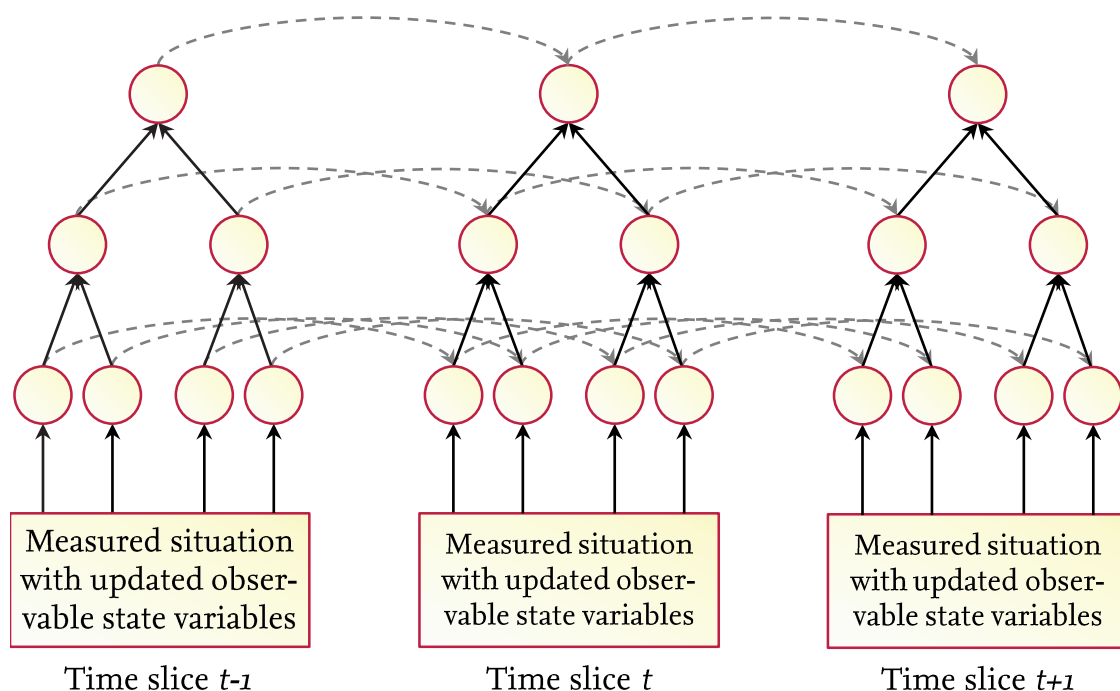 Measured situation
with updated obser-
vable state variables
Time slice t-1
Measured situation
with updated obser-
vable state variables
Time slice t
Measured situation
with updated obser-
vable state variables
Time slice t+1